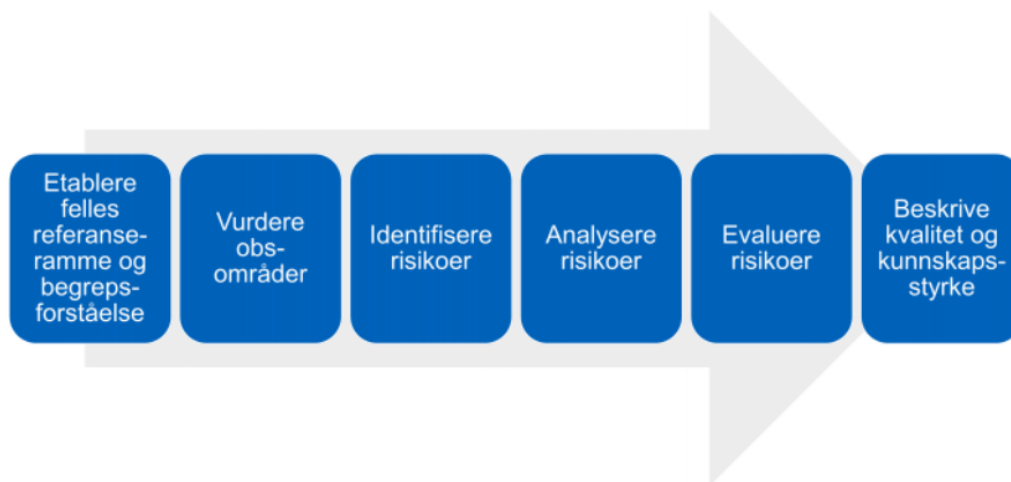 Etablere
felles
referanse-
ramme og
begreps-
forståelse
Vurdere
obs-
områder
Identifisere
risikoer
Analysere
risikoer
Evaluere
risikoer
Beskrive
kvalitet og
kunnskaps-
styrke